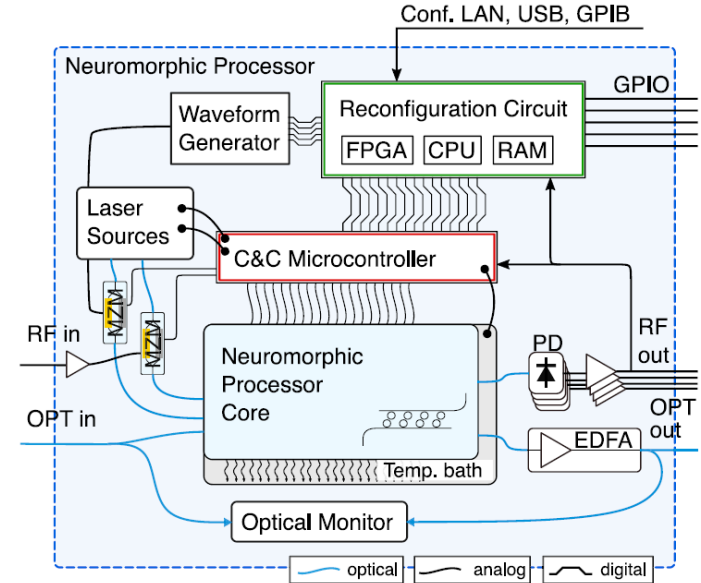 Conf. LAN, USB, GPIB
Neuromorphic Processor
GPIO
Waveform
Generator
Reconfiguration Circuit
FPGA
CPU
RAM
Laser
Sources
C&C Microcontroller
MZM
MZM
RF in
OPT in
Neuromorphic
Processor
Core
Temp. bath
PD
RF
out
OPT
out
EDFA
Optical Monitor
optical
analog
digital